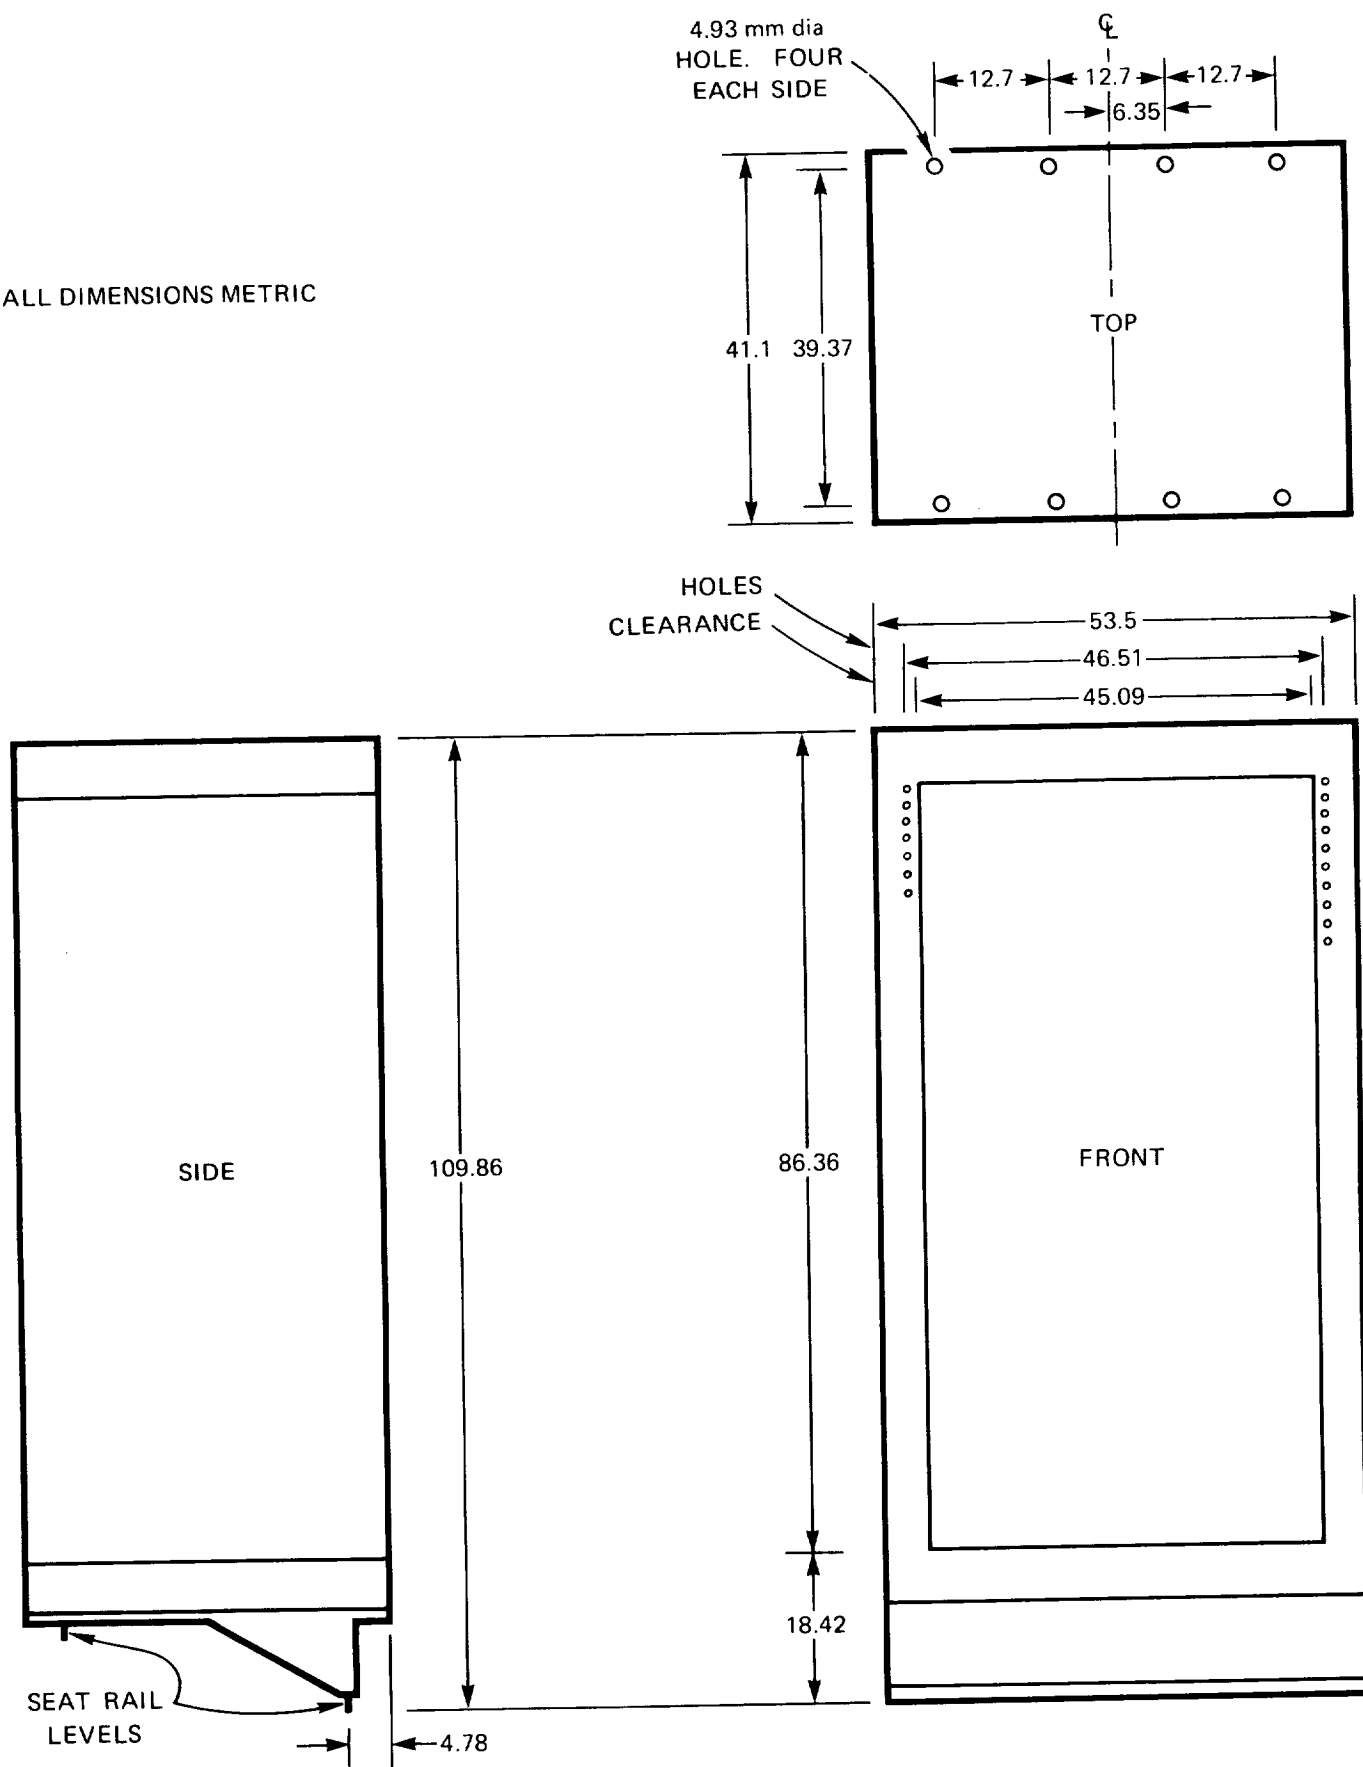 4.93 mm dia
HOLE. FOUR
EACH SIDE
℄
12.7 12.7 12.7
6.35
ALL DIMENSIONS METRIC
TOP
41.1 39.37
HOLES
CLEARANCE
53.5
46.51
45.09
SIDE
109.86
86.36
FRONT
18.42
SEAT RAIL
LEVELS
4.78